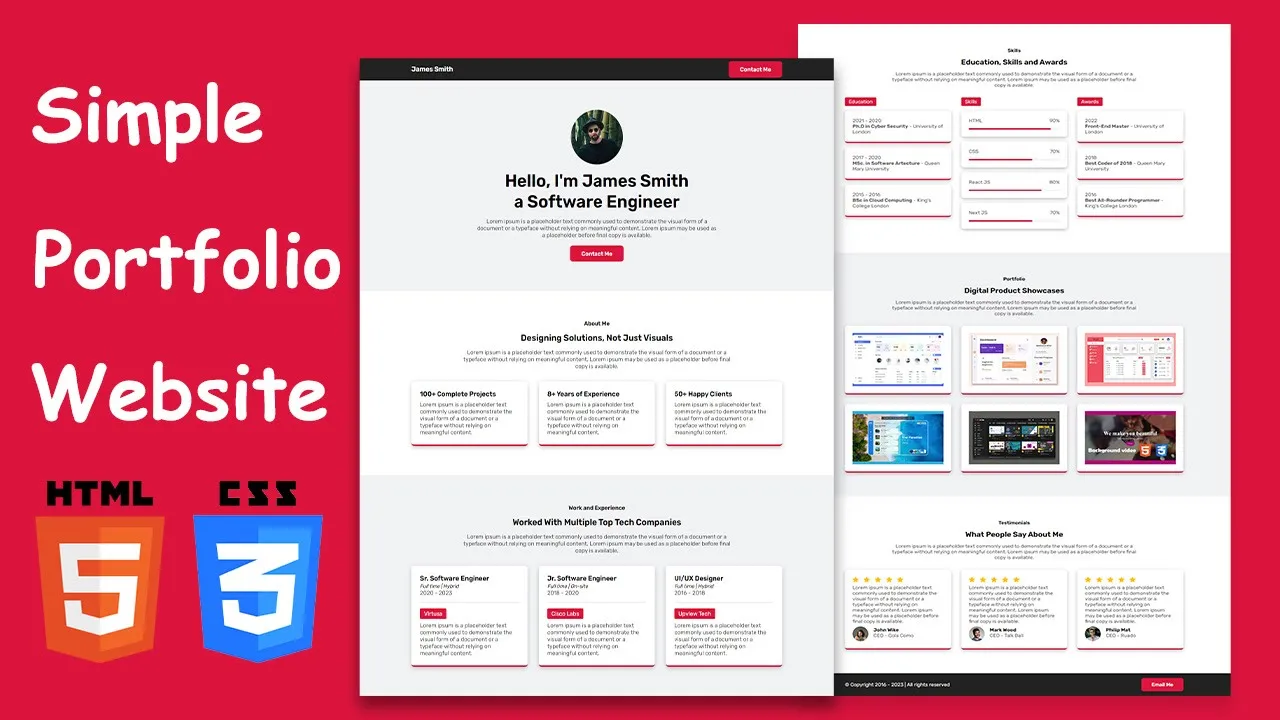 Simple
Portfolio
Website
HTML
CSS
James Smith
Contact Me
Hello, I'm James Smith
a Software Engineer
Lorem ipsum is a placeholder text commonly used to demonstrate the visual form of a
document or a typeface without relying on meaningful content. Lorem ipsum may be used as
a placeholder before final copy is available.
Contact Me
About Me
Designing Solutions, Not Just Visuals
Lorem ipsum is a placeholder text commonly used to demonstrate the visual form of a document or a
typeface without relying on meaningful content. Lorem ipsum may be used as a placeholder before final
copy is available.
100+ Complete Projects
Lorem ipsum is a placeholder text
commonly used to demonstrate the
visual form of a document or a
typeface without relying on
meaningful content.
8+ Years of Experience
Lorem ipsum is a placeholder text
commonly used to demonstrate the
visual form of a document or a
typeface without relying on
meaningful content.
50+ Happy Clients
Lorem ipsum is a placeholder text
commonly used to demonstrate the
visual form of a document or a
typeface without relying on
meaningful content.
Work and Experience
Worked With Multiple Top Tech Companies
Lorem ipsum is a placeholder text commonly used to demonstrate the visual form of a document or a
typeface without relying on meaningful content. Lorem ipsum may be used as a placeholder before final
copy is available.
Sr. Software Engineer
Full time | Hybrid
2020 - 2023
Virtusa
Lorem ipsum is a placeholder text
commonly used to demonstrate the
visual form of a document or a
typeface without relying on
meaningful content.
Jr. Software Engineer
Full time | On-site
2018 - 2020
Cisco Labs
Lorem ipsum is a placeholder text
commonly used to demonstrate the
visual form of a document or a
typeface without relying on
meaningful content.
UI/UX Designer
Full time | Hybrid
2016 - 2018
Upview Tech
Lorem ipsum is a placeholder text
commonly used to demonstrate the
visual form of a document or a
typeface without relying on
meaningful content.
Skills
Education, Skills and Awards
Lorem ipsum is a placeholder text commonly used to demonstrate the visual form of a document or a
typeface without relying on meaningful content. Lorem ipsum may be used as a placeholder before final
copy is available.
Education
2021 - 2020
Ph.D in Cyber Security - University of
London
2017 - 2020
MSc. in Software Artecture - Queen
Mary University
2015 - 2016
BSc in Cloud Computing - King's
College London
Skills
HTML 90%
CSS 70%
React JS 80%
Next JS 70%
Awards
2022
Front-End Master - University of
London
2018
Best Coder of 2018 - Queen Mary
University
2016
Best All-Rounder Programmer -
King's College London
Portfolio
Digital Product Showcases
Lorem ipsum is a placeholder text commonly used to demonstrate the visual form of a document or a
typeface without relying on meaningful content. Lorem ipsum may be used as a placeholder before final
copy is available.
We make you beautiful
Background video
Testimonials
What People Say About Me
Lorem ipsum is a placeholder text commonly used to demonstrate the visual form of a document or a
typeface without relying on meaningful content. Lorem ipsum may be used as a placeholder before final
copy is available.
Lorem ipsum is a placeholder text
commonly used to demonstrate the
visual form of a document or a
typeface without relying on
meaningful content. Lorem ipsum
may be used as a placeholder before
final copy is available.
John Wike
CEO - Gola Como
Lorem ipsum is a placeholder text
commonly used to demonstrate the
visual form of a document or a
typeface without relying on
meaningful content. Lorem ipsum
may be used as a placeholder before
final copy is available.
Mark Wood
CEO - Talk Ball
Lorem ipsum is a placeholder text
commonly used to demonstrate the
visual form of a document or a
typeface without relying on
meaningful content. Lorem ipsum
may be used as a placeholder before
final copy is available.
Philip Mat
CEO - Ruado
© Copyright 2016 - 2023 | All rights reserved
Email Me